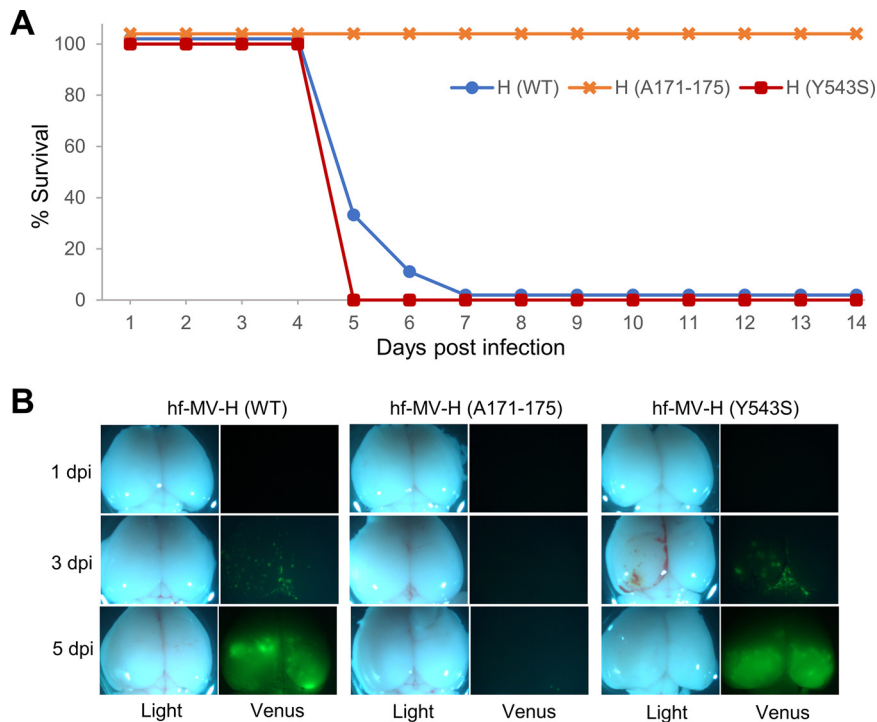 A
% Survival
100
80
60
40
20
0
H (WT) H (A171-175) H (Y543S)
1 2 3 4 5 6 7 8 9 10 11 12 13 14
Days post infection
B
hf-MV-H (WT) hf-MV-H (A171-175) hf-MV-H (Y543S)
1 dpi
3 dpi
5 dpi
Light Venus Light Venus Light Venus